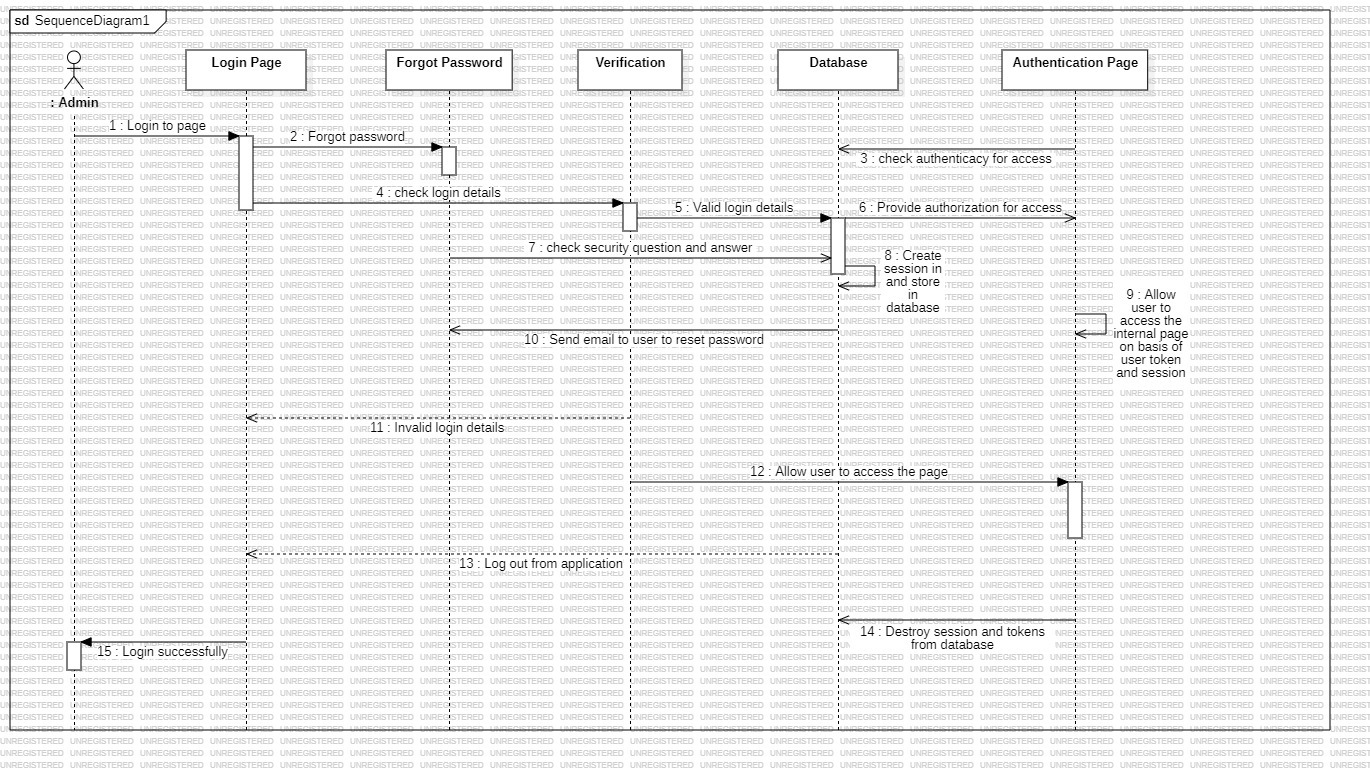 sd SequenceDiagram1
Login Page
Forgot Password
Verification
Database
Authentication Page
: Admin
1 : Login to page
2 : Forgot password
3 : check authenticacy for access
4 : check login details
5 : Valid login details
6 : Provide authorization for access
7 : check security question and answer
8 : Create
session in
and store
in
database
9 : Allow
user to
access the
internal page
on basis of
user token
and session
10 : Send email to user to reset password
11 : Invalid login details
12 : Allow user to access the page
13 : Log out from application
14 : Destroy session and tokens
from database
15 : Login successfully
UNREGISTERED